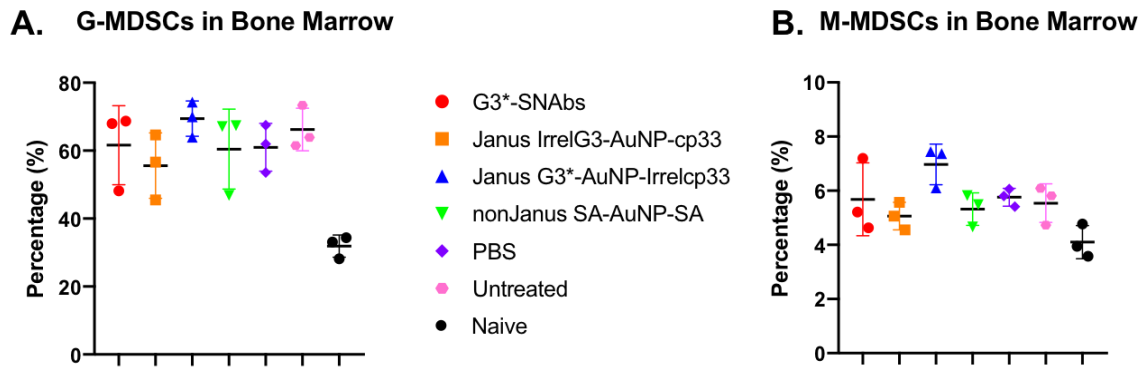 A. G-MDSCs in Bone Marrow
Percentage (%)
80
60
40
20
0
G3*-SNAbs
Janus IrrelG3-AuNP-cp33
Janus G3*-AuNP-Irrelcp33
nonJanus SA-AuNP-SA
PBS
Untreated
Naive
B. M-MDSCs in Bone Marrow
Percentage (%)
10
8
6
4
2
0